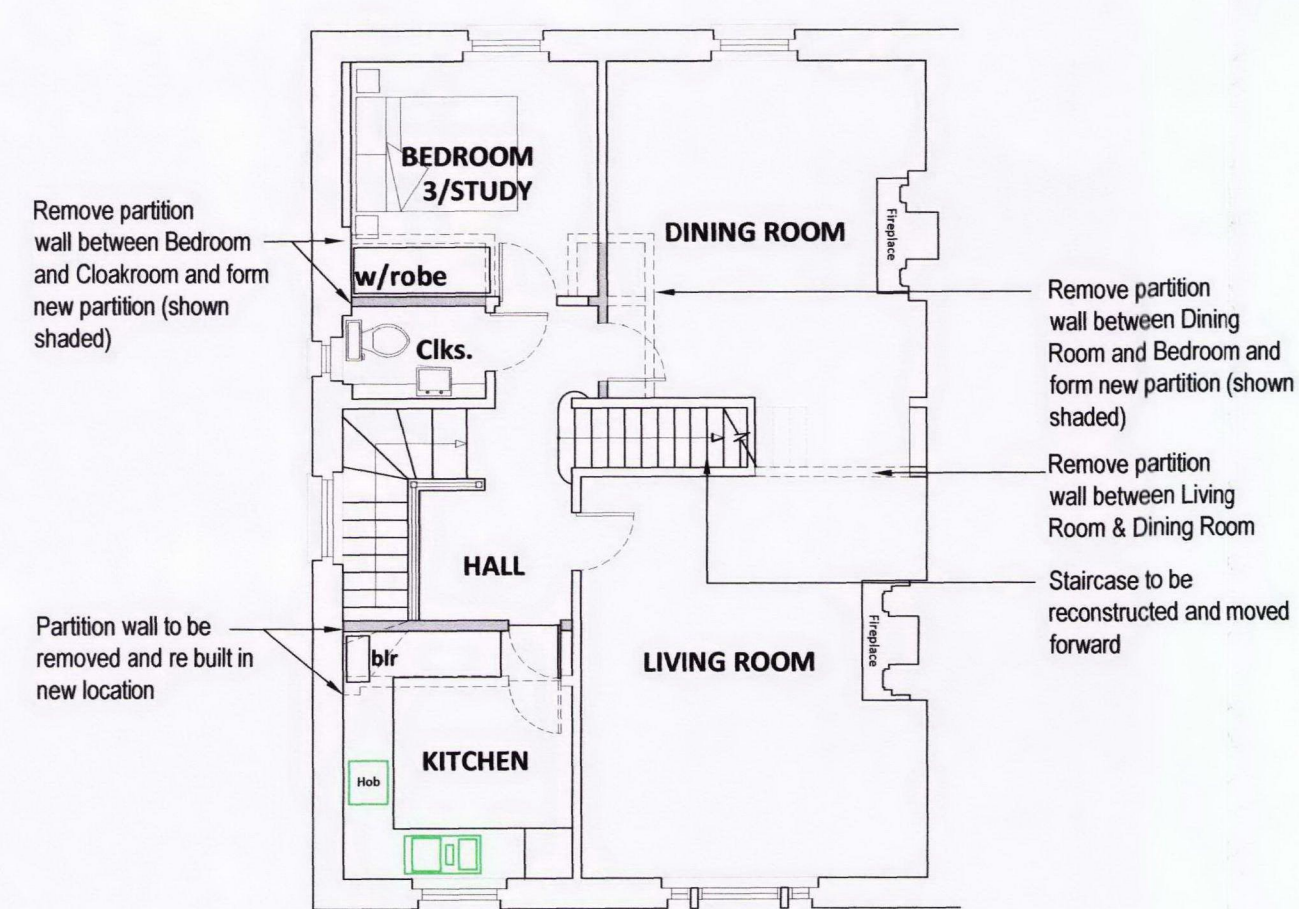 BEDROOM
3/STUDY
DINING ROOM
Fireplace
Remove partition
wall between Bedroom
and Cloakroom and form
new partition (shown
shaded)
w/robe
Clks.
Remove partition
wall between Dining
Room and Bedroom and
form new partition (shown
shaded)
Remove partition
wall between Living
Room & Dining Room
HALL
Staircase to be
reconstructed and moved
forward
Partition wall to be
removed and re built in
new location
blr
LIVING ROOM
Fireplace
KITCHEN
Hob